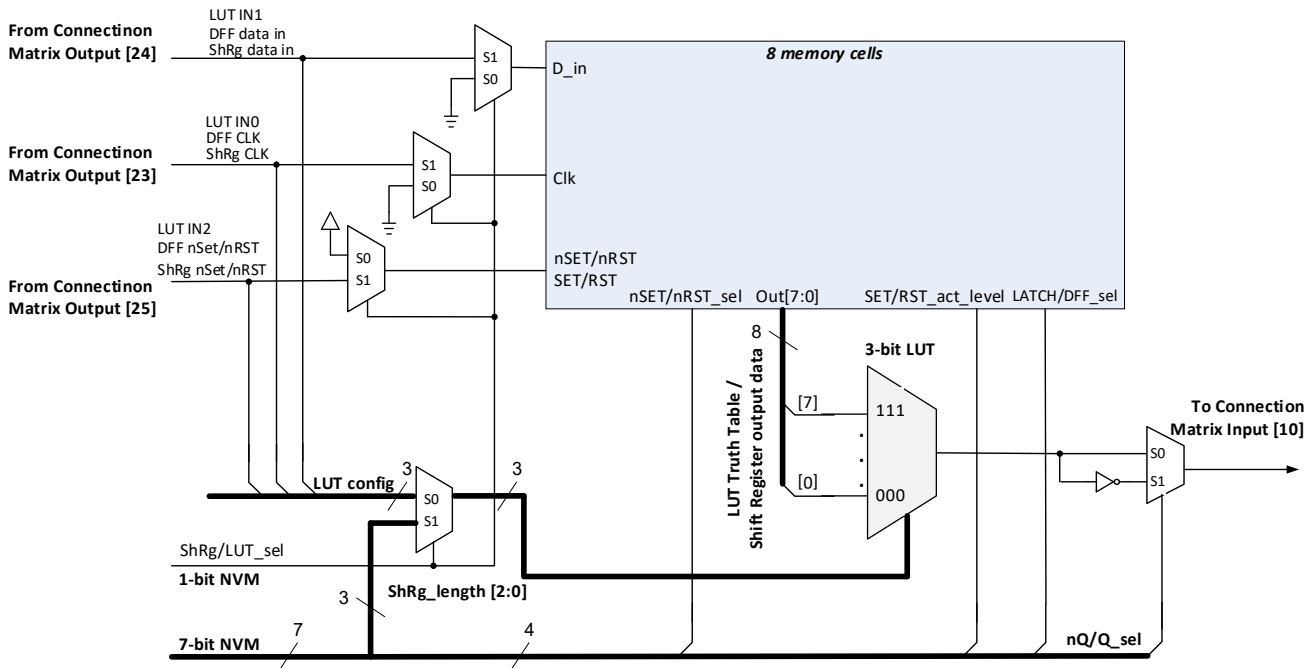 LUT IN1
DFF data in
ShRg data in
From Connectinon
Matrix Output [24]
8 memory cells
S1
S0
D_in
LUT IN0
DFF CLK
ShRg CLK
From Connectinon
Matrix Output [23]
S1
S0
Clk
LUT IN2
DFF nSet/nRST
ShRg nSet/nRST
From Connectinon
Matrix Output [25]
S0
S1
nSET/nRST
SET/RST
nSET/nRST_sel
Out[7:0]
SET/RST_act_level
LATCH/DFF_sel
8
3-bit LUT
LUT Truth Table /
Shift Register output data
[7]
111
[0]
000
To Connection
Matrix Input [10]
S0
S1
LUT config
3
S0
S1
3
ShRg/LUT_sel
1-bit NVM
ShRg_length [2:0]
3
7-bit NVM
7
4
nQ/Q_sel